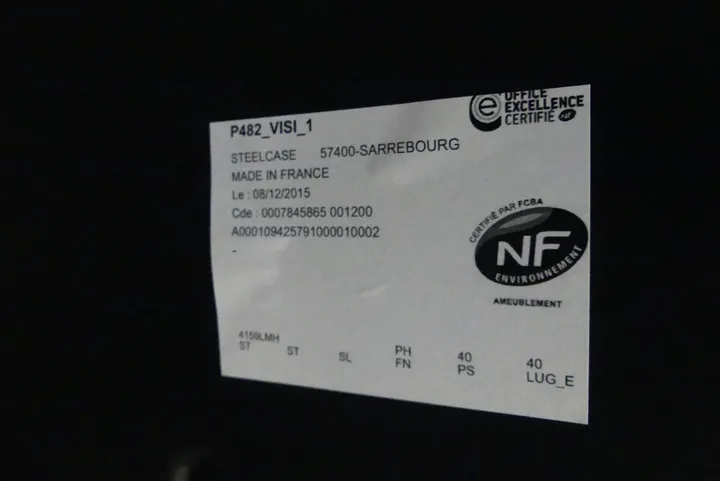 OFFICE
EXCELLENCE
CERTIFIÉ NF
P482_VISI_1
STEELCASE 57400-SARREBOURG
MADE IN FRANCE
Le : 08/12/2015
Cde : 0007845865 001200
A000109425791000010002
-
CERTIFIÉ PAR FCBA
NF
ENVIRONNEMENT
AMEUBLEMENT
4159LMH
ST ST SL PH 40 40
FN PS LUG_E